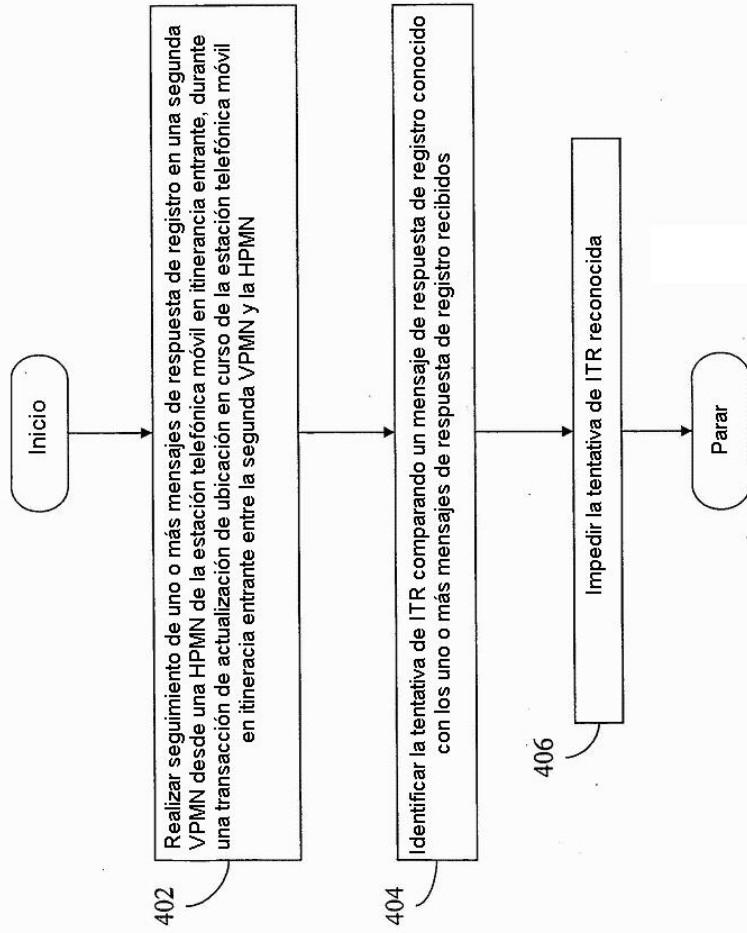 Inicio
402
Realizar seguimiento de uno o más mensajes de respuesta de registro en una segunda
VPMN desde una HPMN de la estación telefónica móvil en itinerancia entrante, durante
una transacción de actualización de ubicación en curso de la estación telefónica móvil
en itineracia entrante entre la segunda VPMN y la HPMN
404
Identificar la tentativa de ITR comparando un mensaje de respuesta de registro conocido
con los uno o más mensajes de respuesta de registro recibidos
406
Impedir la tentativa de ITR reconocida
Parar